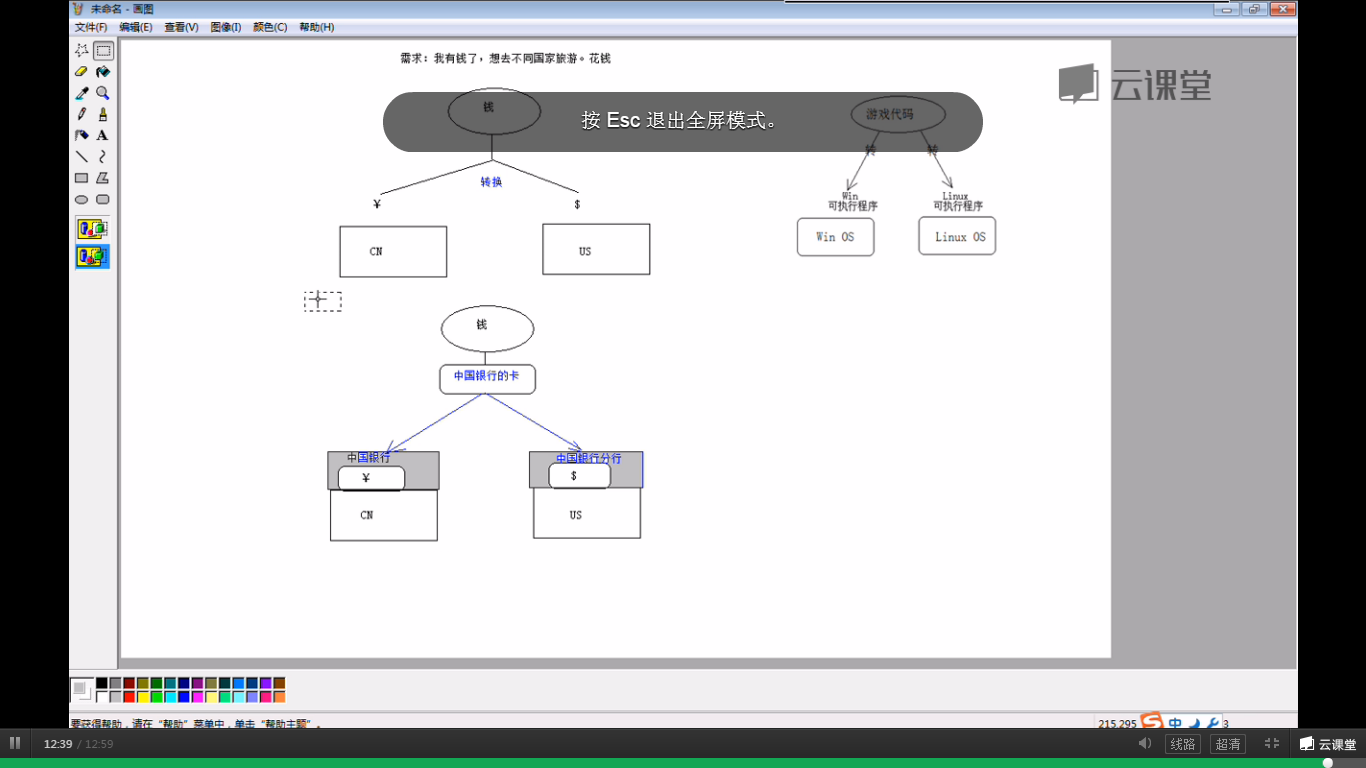 未命名 - 画图
文件(F) 编辑(E) 查看(V) 图像(I) 颜色(C) 帮助(H)
需求：我有钱了，想去不同国家旅游。花钱
云课堂
钱
按 Esc 退出全屏模式。
游戏代码
转 转
转换
¥ $
Win
可执行程序
Linux
可执行程序
CN US
Win OS Linux OS
钱
中国银行的卡
中国银行
中国银行分行
¥ $
CN US
A
要获得帮助，请在“帮助”菜单中，单击“帮助主题”。
215,295
中
3
12:39 / 12:59
线路 超清 云课堂